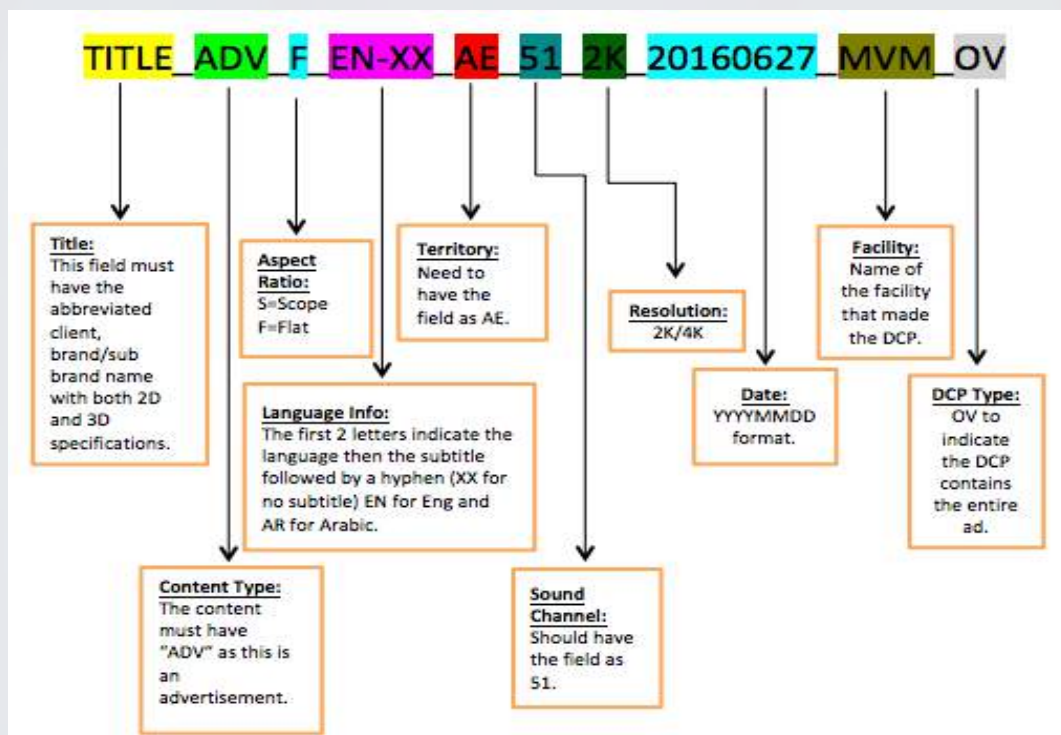 TITLE_ADV_F_EN-XX_AE_51_2K_20160627_MVM_OV
Title:
This field must
have the
abbreviated
client,
brand/sub
brand name
with both 2D
and 3D
specifications.
Aspect
Ratio:
S=Scope
F=Flat
Territory:
Need to
have the
field as AE.
Resolution:
2K/4K
Facility:
Name of
the facility
that made
the DCP.
Language Info:
The first 2 letters indicate the
language then the subtitle
followed by a hyphen (XX for
no subtitle) EN for Eng and
AR for Arabic.
Date:
YYYYMMDD
format.
DCP Type:
OV to
indicate
the DCP
contains
the entire
ad.
Content Type:
The content
must have
"ADV" as this is
an
advertisement.
Sound
Channel:
Should have
the field as
51.